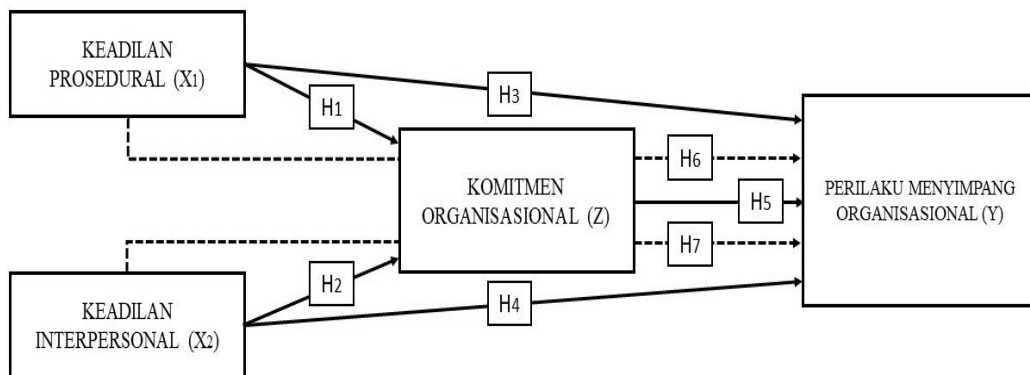 KEADILAN
PROSEDURAL (X1)
H1
H3
KOMITMEN
ORGANISASIONAL (Z)
H6
H5
H7
PERILAKU MENYIMPANG
ORGANISASIONAL (Y)
KEADILAN
INTERPERSONAL (X2)
H2
H4